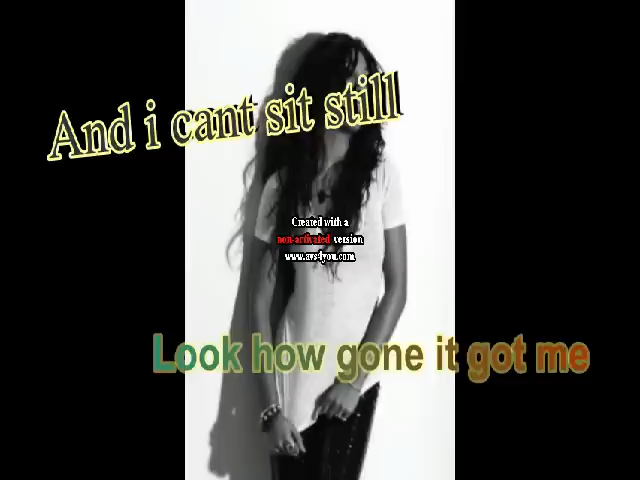 And i cant sit still
Created with a
non-activated version
www.avs4you.com
Look how gone it got me